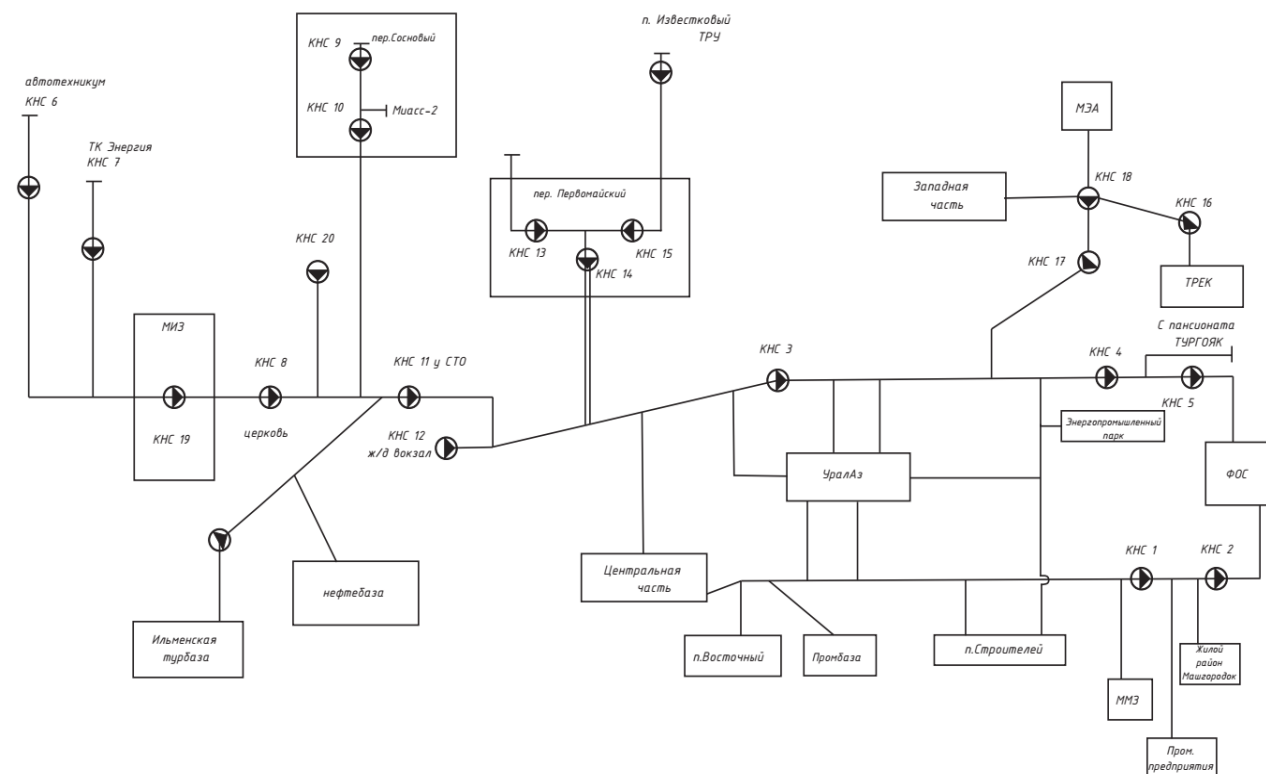 п. Известковый
ТРУ
КНС 9
пер.Сосновый
КНС 10
Миасс-2
автотехникум
КНС 6
ТК Энергия
КНС 7
МЭА
Западная
часть
КНС 18
КНС 16
КНС 17
ТРЕК
пер. Первомайский
КНС 13
КНС 15
КНС 14
КНС 20
МИЗ
КНС 19
КНС 8
церковь
КНС 11 у СТО
КНС 12
ж/д вокзал
КНС 3
С пансионата
ТУРГОЯК
КНС 4
КНС 5
Энергопромышленный
парк
УралАз
ФОС
КНС 1
КНС 2
Центральная
часть
нефтебаза
Ильменская
турбаза
п.Восточный
Промбаза
п.Строителей
Жилой
район
Машгородок
ММЗ
Пром.
предприятия